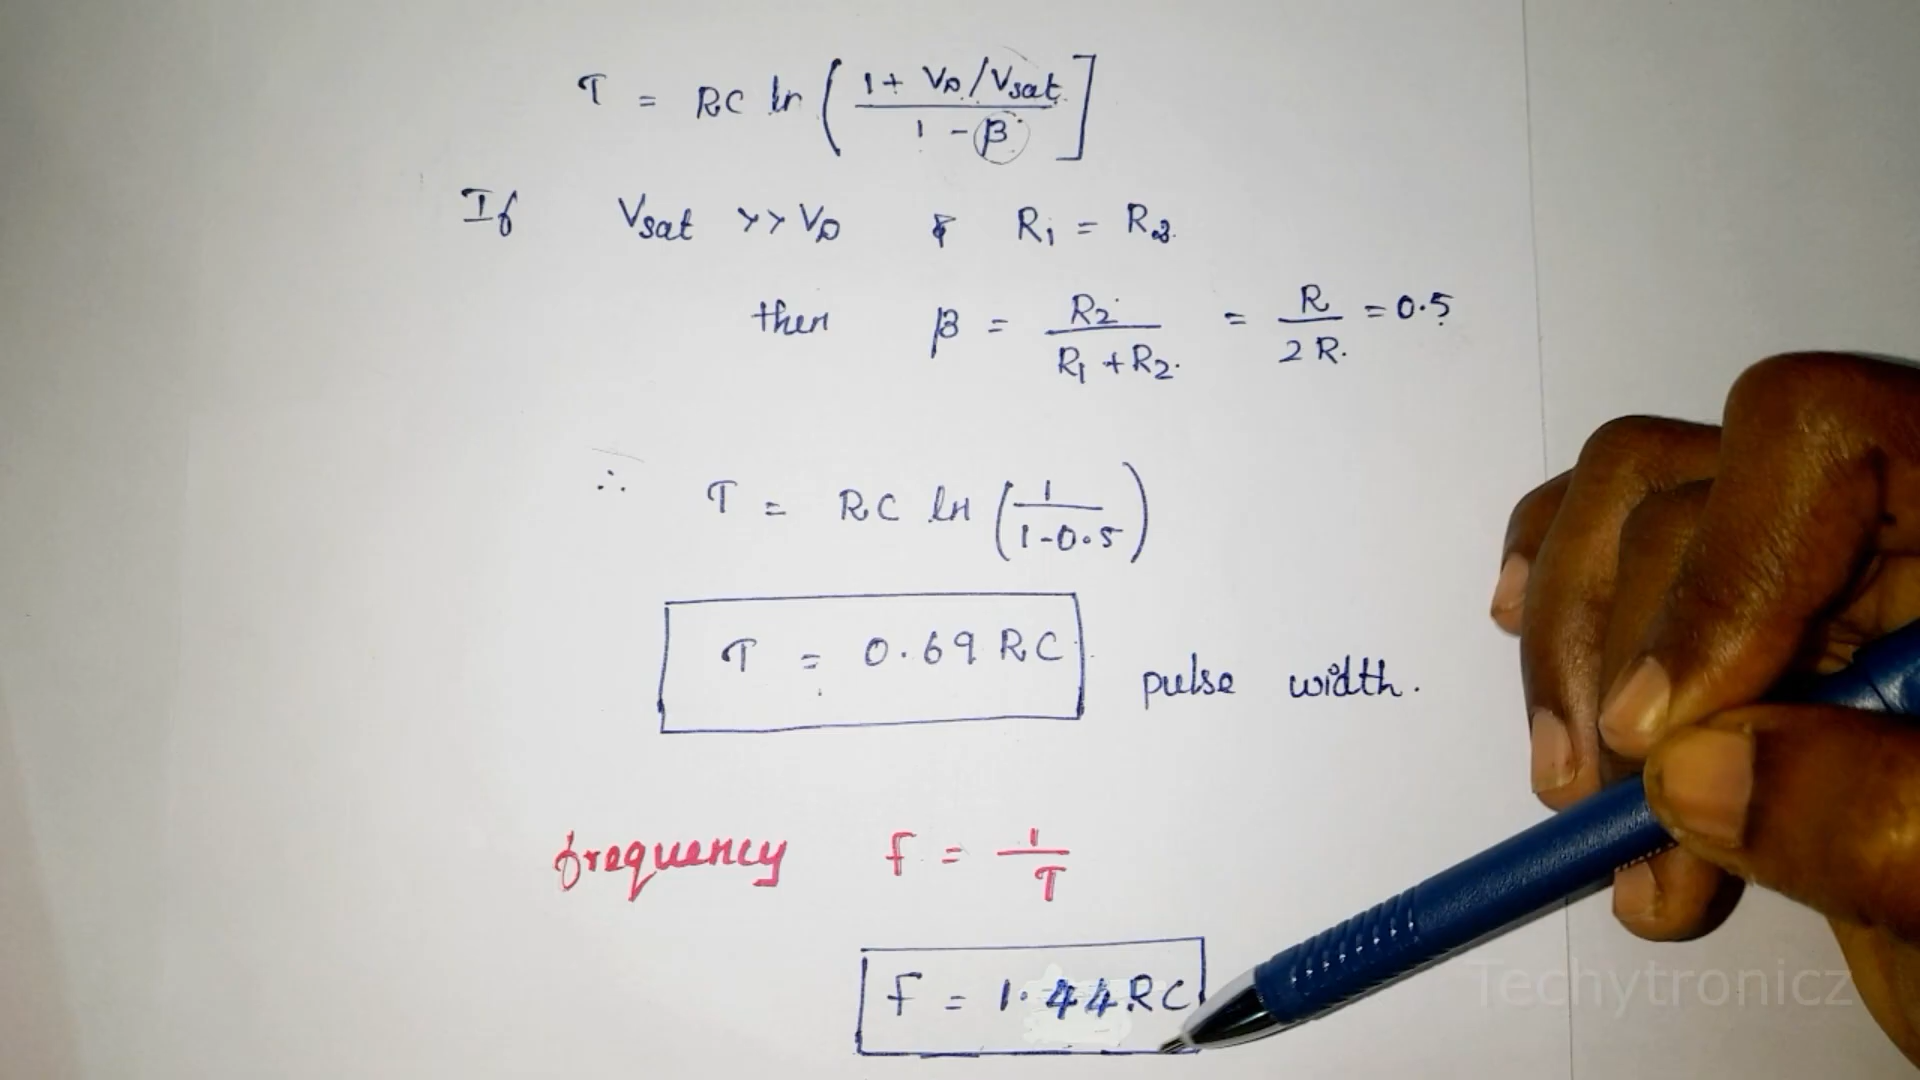 T = RC ln ( 1 + VD / Vsat / 1 - β ]
If Vsat >> VD & R1 = R2.
then β = R2 / R1 + R2. = R / 2R. = 0.5
∴ T = RC ln ( 1 / 1 - 0.5 )
T = 0.69 RC pulse width.
frequency f = 1 / T
f = 1.44 RC
Techytronicz